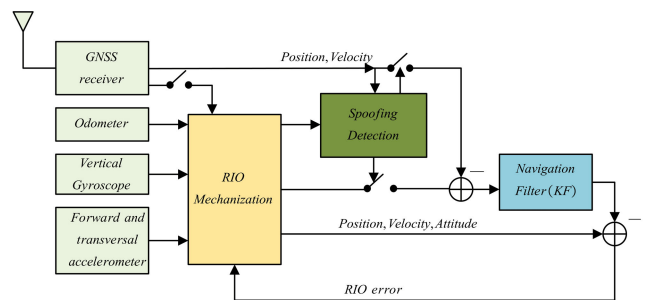 GNSS
receiver
Position, Velocity
Odometer
Vertical
Gyroscope
Forward and
transversal
accelerometer
RIO
Mechanization
Spoofing
Detection
Navigation
Filter(KF)
Position, Velocity, Attitude
RIO error